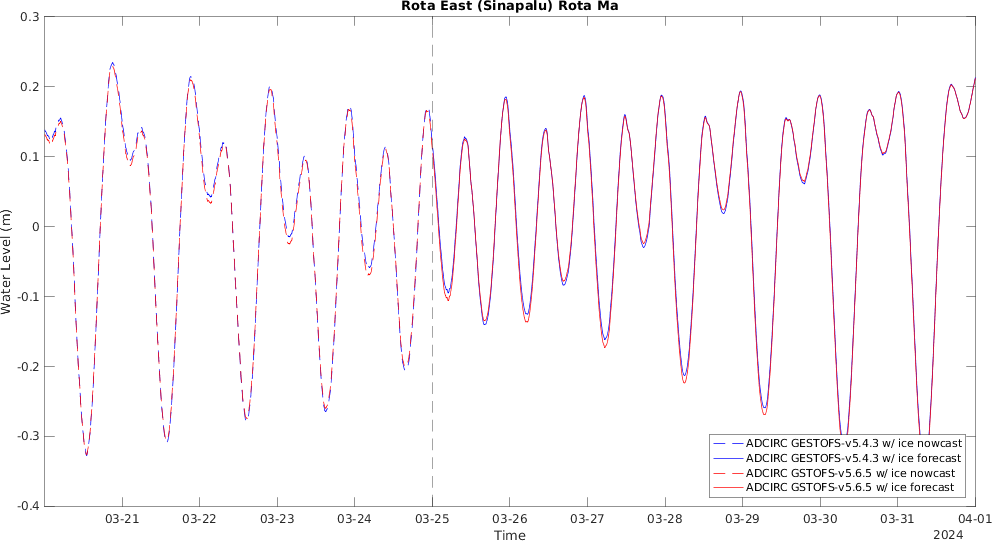 Rota East (Sinapalu) Rota Ma
0.3
0.2
0.1
0
-0.1
-0.2
-0.3
-0.4
Water Level (m)
ADCIRC GESTOFS-v5.4.3 w/ ice nowcast
ADCIRC GESTOFS-v5.4.3 w/ ice forecast
ADCIRC GSTOFS-v5.6.5 w/ ice nowcast
ADCIRC GSTOFS-v5.6.5 w/ ice forecast
03-21 03-22 03-23 03-24 03-25 03-26 03-27 03-28 03-29 03-30 03-31 04-01
Time
2024